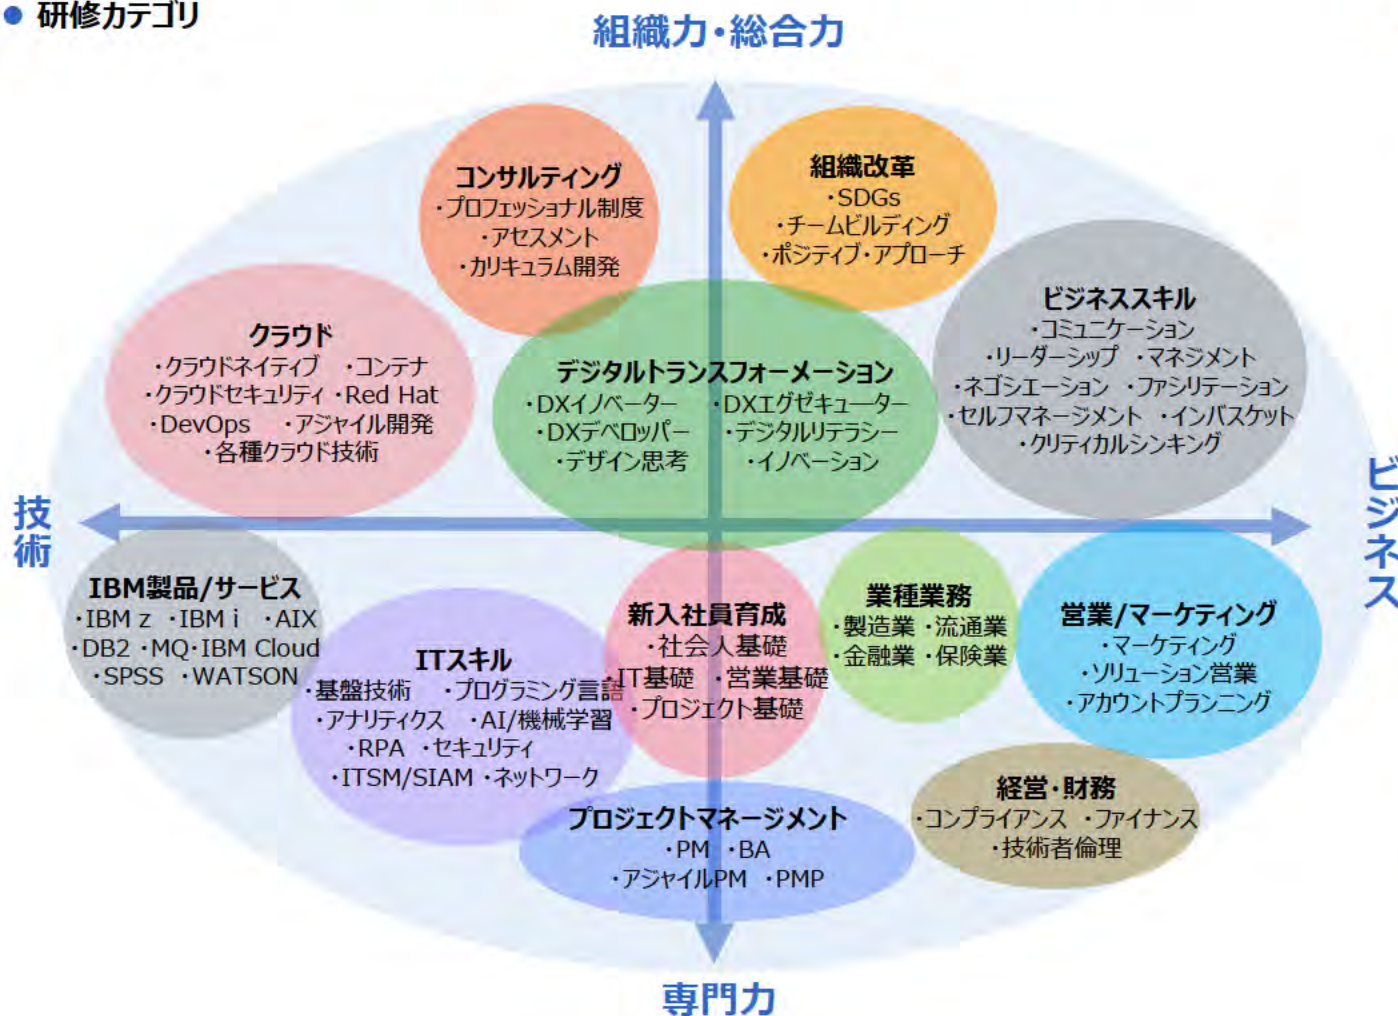 ● 研修カテゴリ
組織力・総合力
コンサルティング
・プロフェッショナル制度
・アセスメント
・カリキュラム開発
組織改革
・SDGs
・チームビルディング
・ポジティブ・アプローチ
クラウド
・クラウドネイティブ ・コンテナ
・クラウドセキュリティ ・Red Hat
・DevOps ・アジャイル開発
・各種クラウド技術
デジタルトランスフォーメーション
・DXイノベーター ・DXエグゼキューター
・DXデベロッパー ・デジタルリテラシー
・デザイン思考 ・イノベーション
ビジネススキル
・コミュニケーション
・リーダーシップ ・マネジメント
・ネゴシエーション ・ファシリテーション
・セルフマネージメント ・インバスケット
・クリティカルシンキング
技術
ビジネス
IBM製品/サービス
・IBM z ・IBM i ・AIX
・DB2 ・MQ・IBM Cloud
・SPSS ・WATSON
ITスキル
・基盤技術 ・プログラミング言語
・アナリティクス ・AI/機械学習
・RPA ・セキュリティ
・ITSM/SIAM ・ネットワーク
新入社員育成
・社会人基礎
・IT基礎 ・営業基礎
・プロジェクト基礎
業種業務
・製造業 ・流通業
・金融業 ・保険業
営業/マーケティング
・マーケティング
・ソリューション営業
・アカウントプランニング
プロジェクトマネージメント
・PM ・BA
・アジャイルPM ・PMP
経営・財務
・コンプライアンス ・ファイナンス
・技術者倫理
専門力